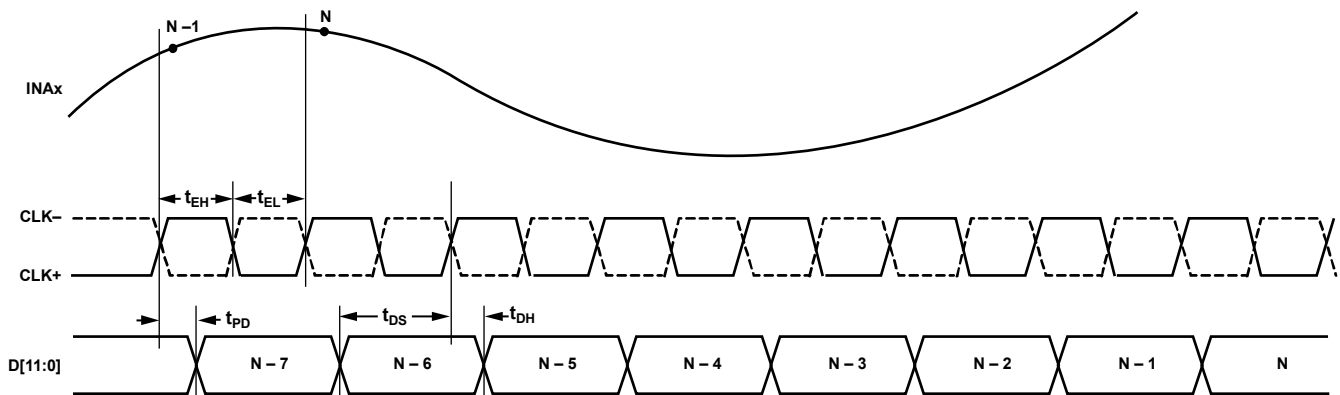 N –1
N
INAx
tEH
tEL
CLK–
CLK+
tPD
tDS
tDH
D[11:0]
N – 7
N – 6
N – 5
N – 4
N – 3
N – 2
N – 1
N